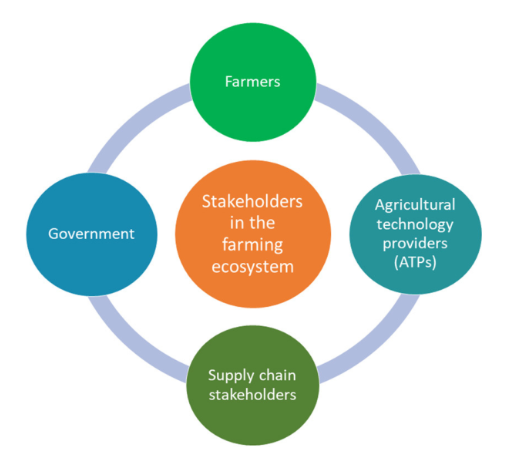 Farmers
Government
Stakeholders
in the
farming
ecosystem
Agricultural
technology
providers
(ATPs)
Supply chain
stakeholders